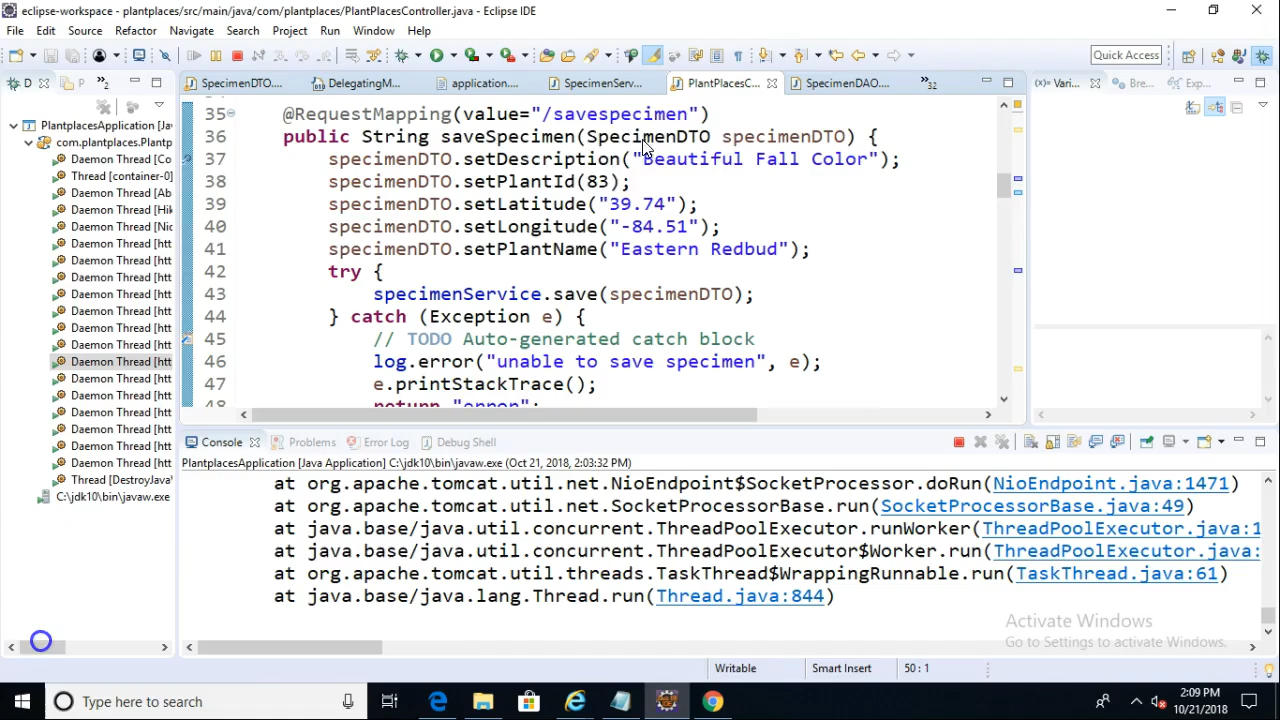 eclipse-workspace - plantplaces/src/main/java/com/plantplaces/PlantPlacesController.java - Eclipse IDE
File Edit Source Refactor Navigate Search Project Run Window Help
Quick Access
D P »2
SpecimenDTO.... DelegatingM... application.... SpecimenServ... PlantPlacesC... SpecimenDAO.... »32
Vari... Bre... Exp...
PlantplacesApplication [Jav
com.plantplaces.Plantpla
Daemon Thread [Co
Thread [container-0]
Daemon Thread [Ab
Daemon Thread [Hik
Daemon Thread [Nic
Daemon Thread [htt
Daemon Thread [htt
Daemon Thread [htt
Daemon Thread [htt
Daemon Thread [htt
Daemon Thread [htt
Daemon Thread [htt
Daemon Thread [htt
Daemon Thread [htt
Daemon Thread [htt
Daemon Thread [htt
Daemon Thread [htt
Daemon Thread [htt
Thread [DestroyJava
C:\jdk10\bin\javaw.exe
35 @RequestMapping(value="/savespecimen")
36 public String saveSpecimen(SpecimenDTO specimenDTO) {
37 specimenDTO.setDescription("Beautiful Fall Color");
38 specimenDTO.setPlantId(83);
39 specimenDTO.setLatitude("39.74");
40 specimenDTO.setLongitude("-84.51");
41 specimenDTO.setPlantName("Eastern Redbud");
42 try {
43 specimenService.save(specimenDTO);
44 } catch (Exception e) {
45 // TODO Auto-generated catch block
46 log.error("unable to save specimen", e);
47 e.printStackTrace();
return "error";
Console Problems Error Log Debug Shell
PlantplacesApplication [Java Application] C:\jdk10\bin\javaw.exe (Oct 21, 2018, 2:03:32 PM)
at org.apache.tomcat.util.net.NioEndpoint$SocketProcessor.doRun(NioEndpoint.java:1471)
at org.apache.tomcat.util.net.SocketProcessorBase.run(SocketProcessorBase.java:49)
at java.base/java.util.concurrent.ThreadPoolExecutor.runWorker(ThreadPoolExecutor.java:1
at java.base/java.util.concurrent.ThreadPoolExecutor$Worker.run(ThreadPoolExecutor.java:
at org.apache.tomcat.util.threads.TaskThread$WrappingRunnable.run(TaskThread.java:61)
at java.base/java.lang.Thread.run(Thread.java:844)
Activate Windows
Go to Settings to activate Windows.
Writable Smart Insert 50 : 1
Type here to search
2:09 PM
10/21/2018